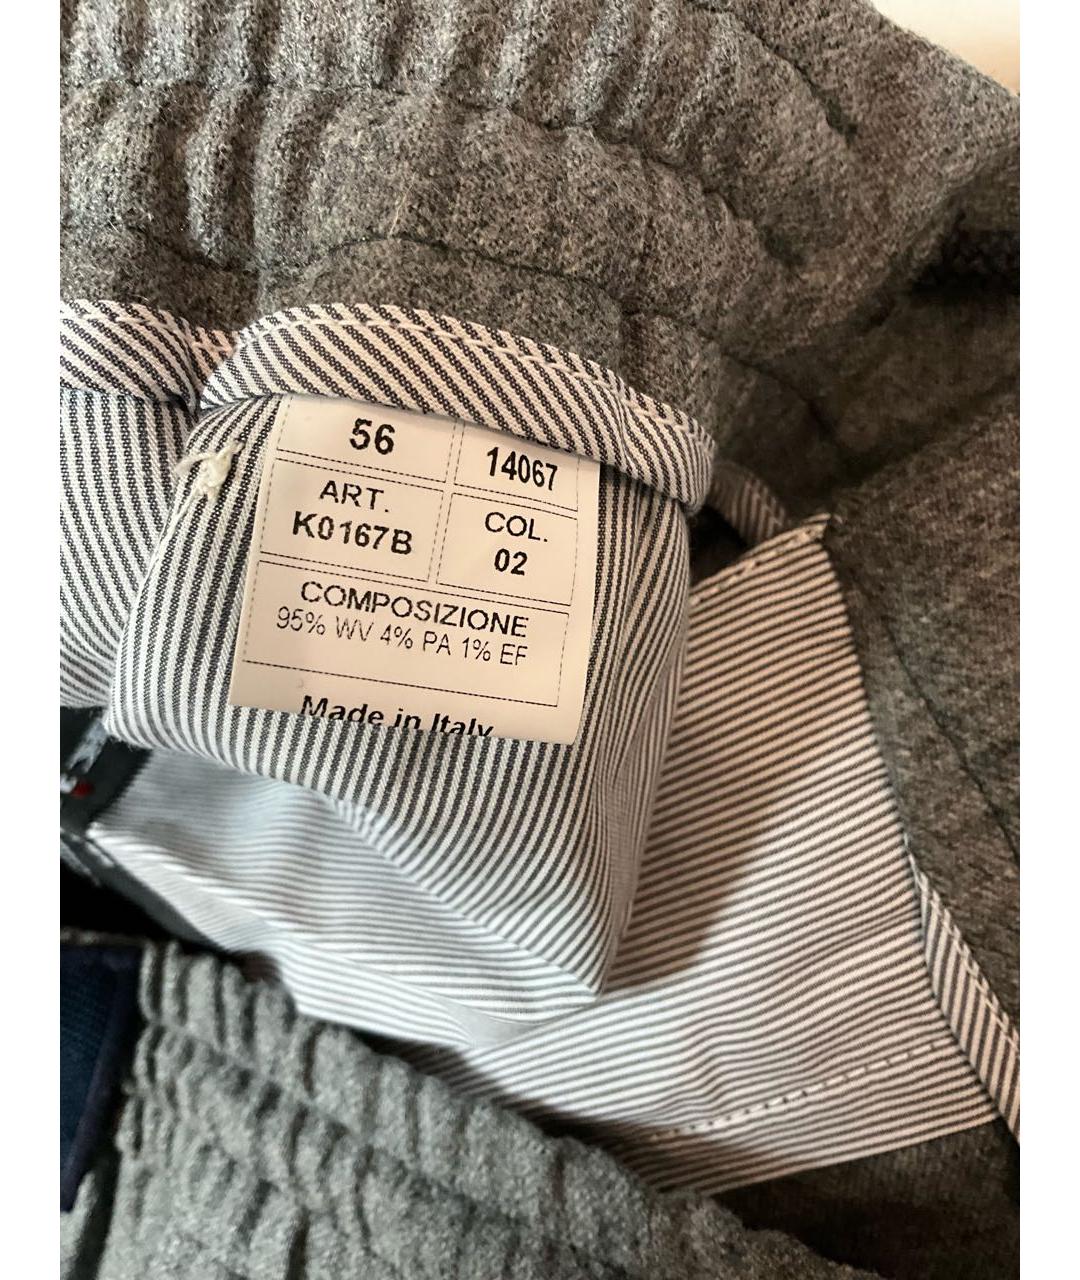 56
14067
ART.
K0167B
COL.
02
COMPOSIZIONE
95% WV 4% PA 1% EF
Made in Italy